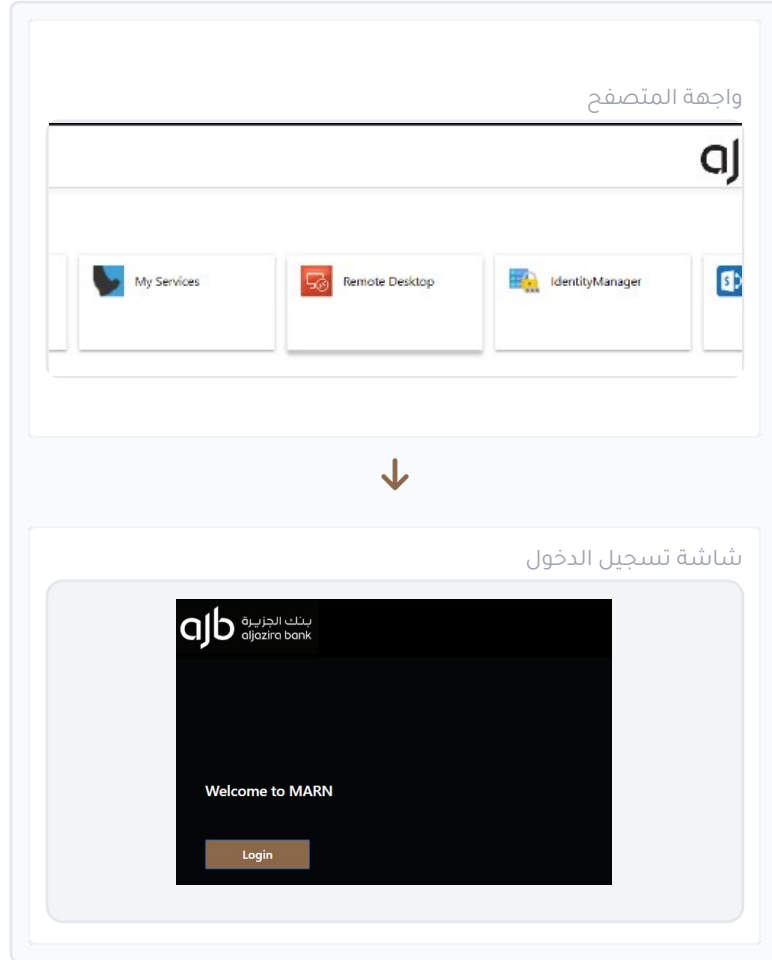 واجهة المتصفح
aj
My Services
Remote Desktop
IdentityManager
S
شاشة تسجيل الدخول
ajb
بنك الجزيرة
aljazira bank
Welcome to MARN
Login